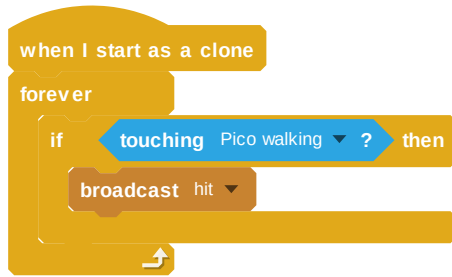 when I start as a clone
forever
if touching Pico walking ? then
broadcast hit